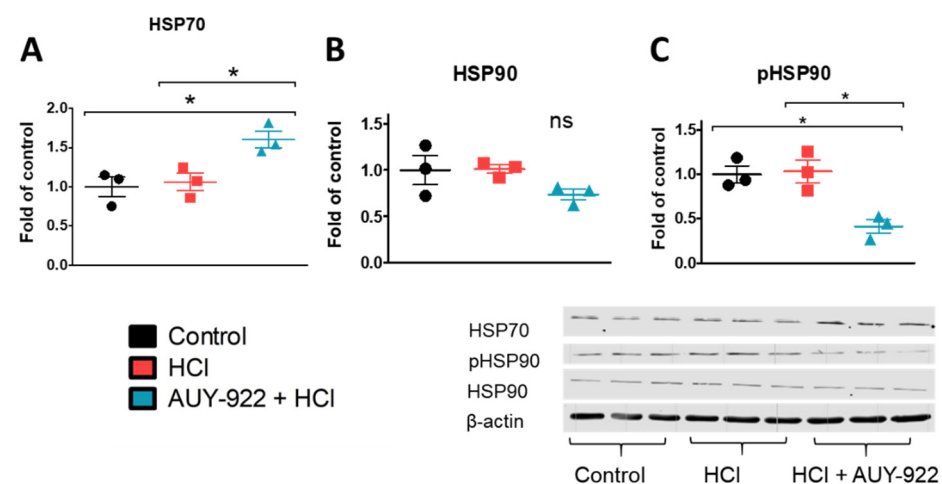 HSP70
A
*
*
Fold of control
2.0
1.5
1.0
0.5
0.0
B
HSP90
ns
Fold of control
1.5
1.0
0.5
0.0
C
pHSP90
*
*
Fold of control
1.5
1.0
0.5
0.0
Control
HCl
AUY-922 + HCl
HSP70
pHSP90
HSP90
β-actin
Control
HCl
HCl + AUY-922